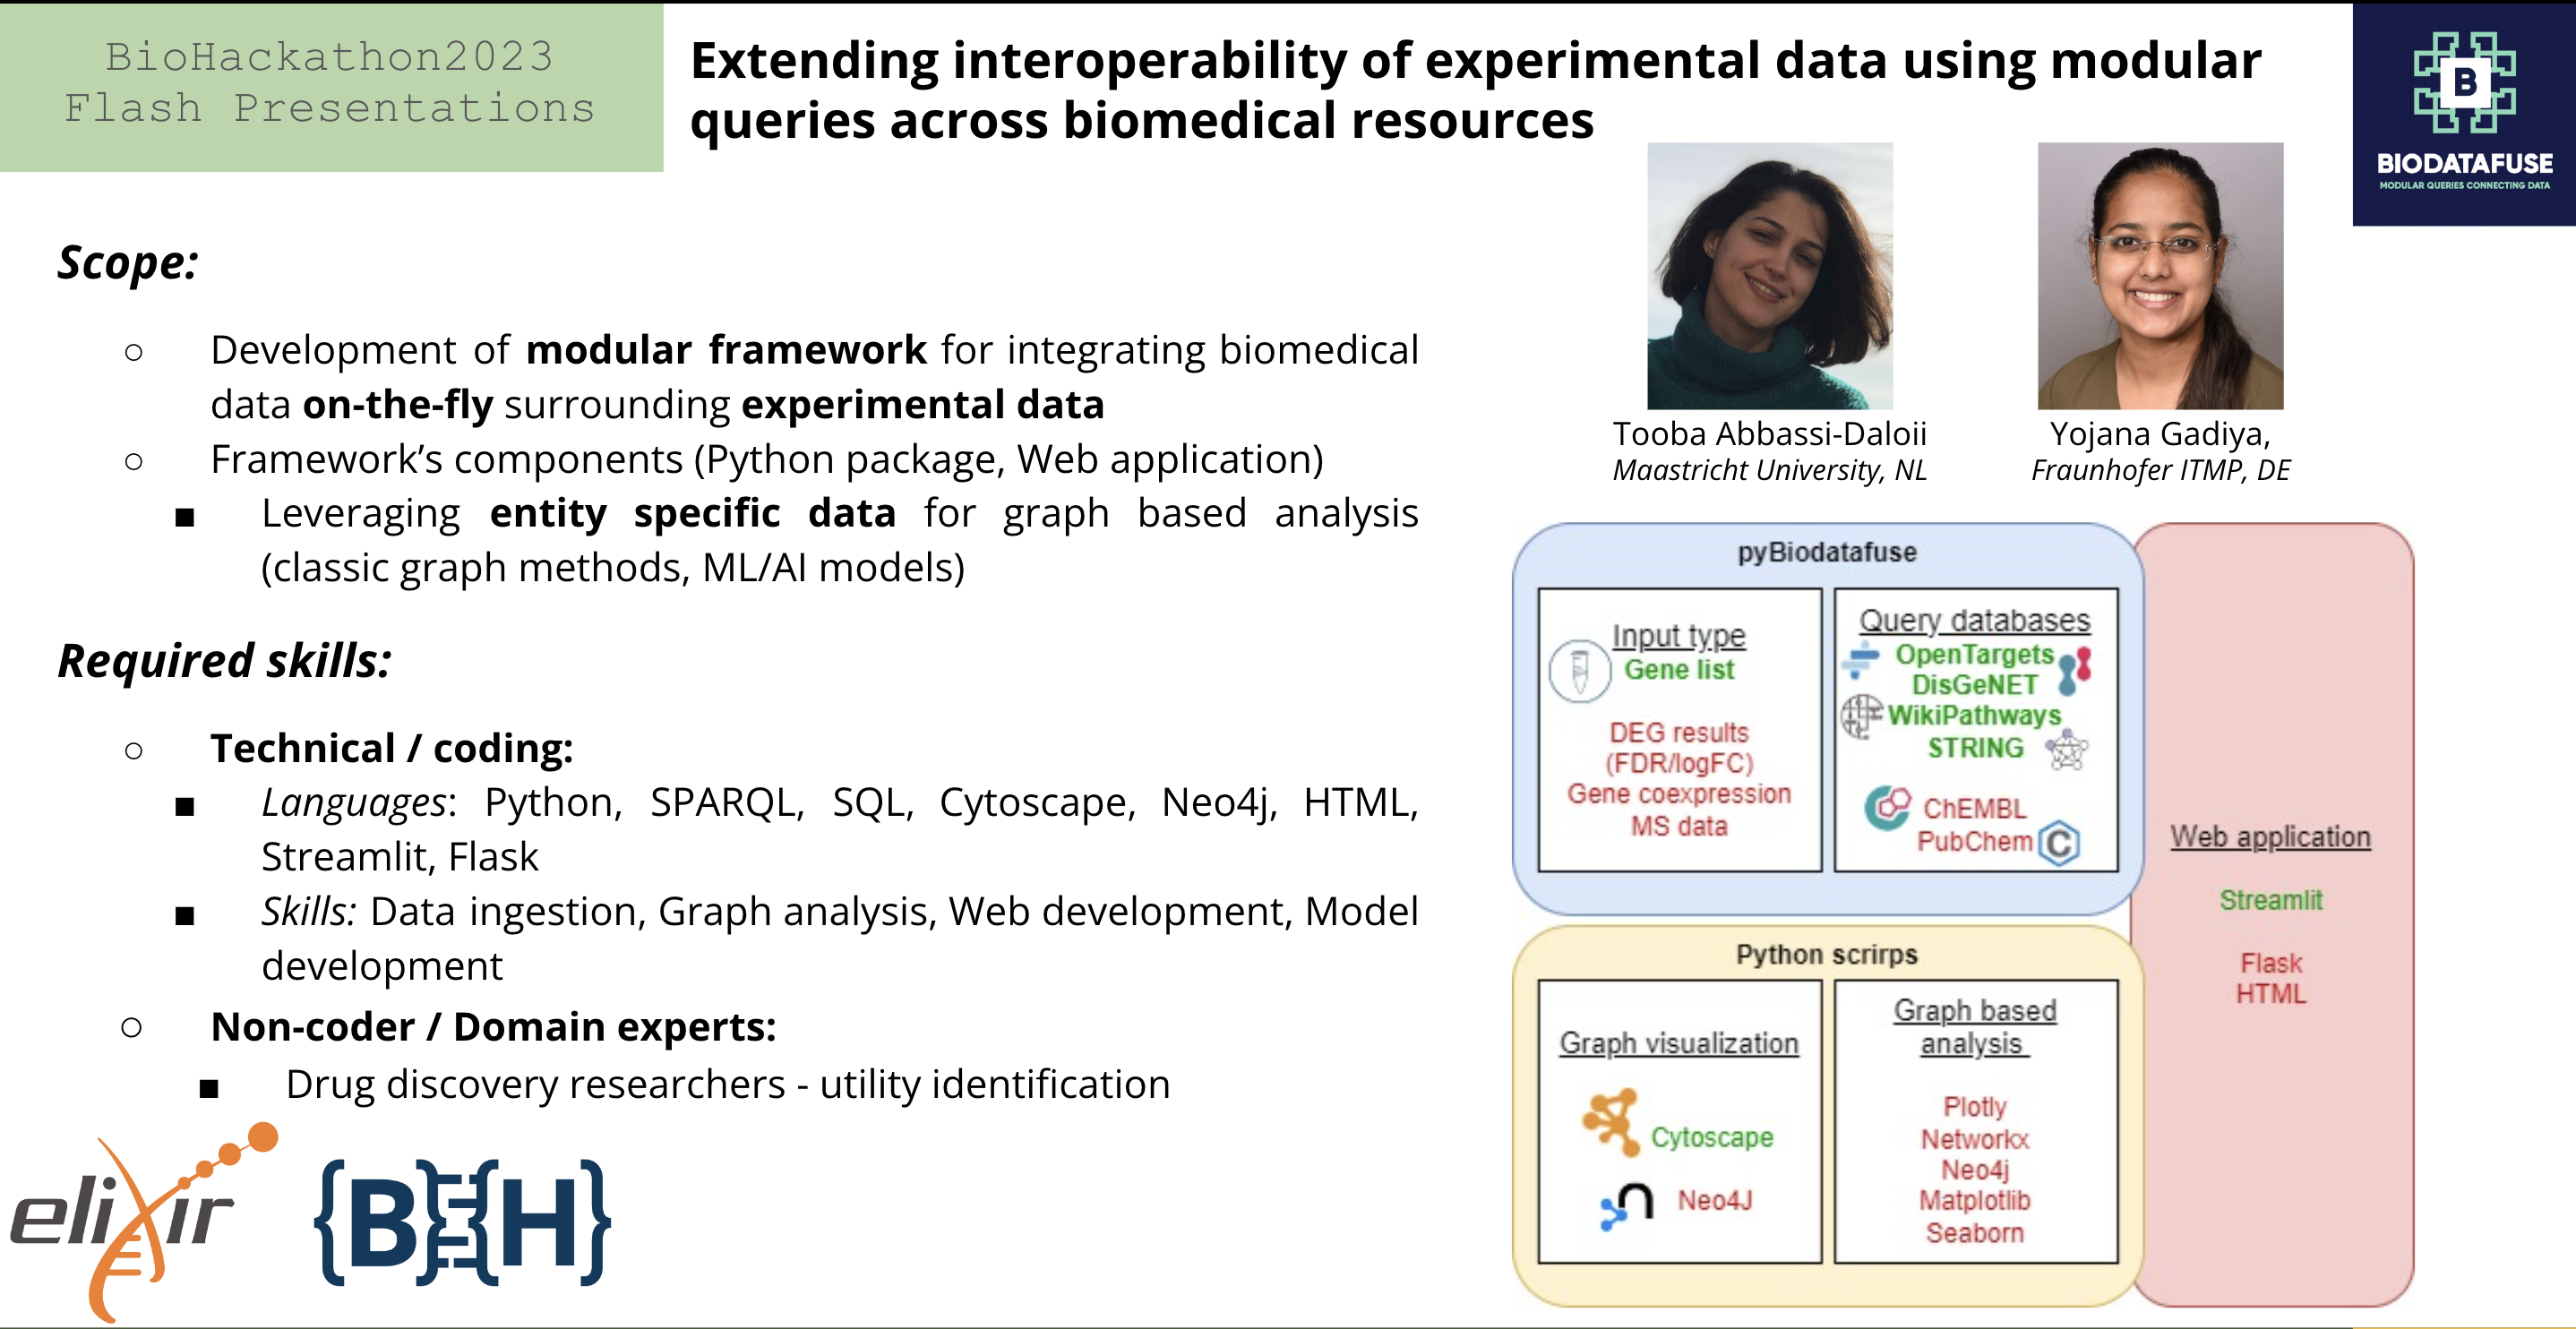 BioHackathon2023
Flash Presentations
Extending interoperability of experimental data using modular
queries across biomedical resources
B
BIODATAFUSE
MODULAR QUERIES CONNECTING DATA
Scope:
○ Development of modular framework for integrating biomedical
data on-the-fly surrounding experimental data
○ Framework’s components (Python package, Web application)
■ Leveraging entity specific data for graph based analysis
(classic graph methods, ML/AI models)
Required skills:
○ Technical / coding:
■ Languages: Python, SPARQL, SQL, Cytoscape, Neo4j, HTML,
Streamlit, Flask
■ Skills: Data ingestion, Graph analysis, Web development, Model
development
○ Non-coder / Domain experts:
■ Drug discovery researchers - utility identification
elixir
{B}{H}
Tooba Abbassi-Daloii
Maastricht University, NL
Yojana Gadiya,
Fraunhofer ITMP, DE
pyBiodatafuse
Input type
Gene list
DEG results
(FDR/logFC)
Gene coexpression
MS data
Query databases
OpenTargets
DisGeNET
WikiPathways
STRING
ChEMBL
PubChem
C
Python scrirps
Graph visualization
Cytoscape
Neo4J
Graph based
analysis
Plotly
Networkx
Neo4j
Matplotlib
Seaborn
Web application
Streamlit
Flask
HTML